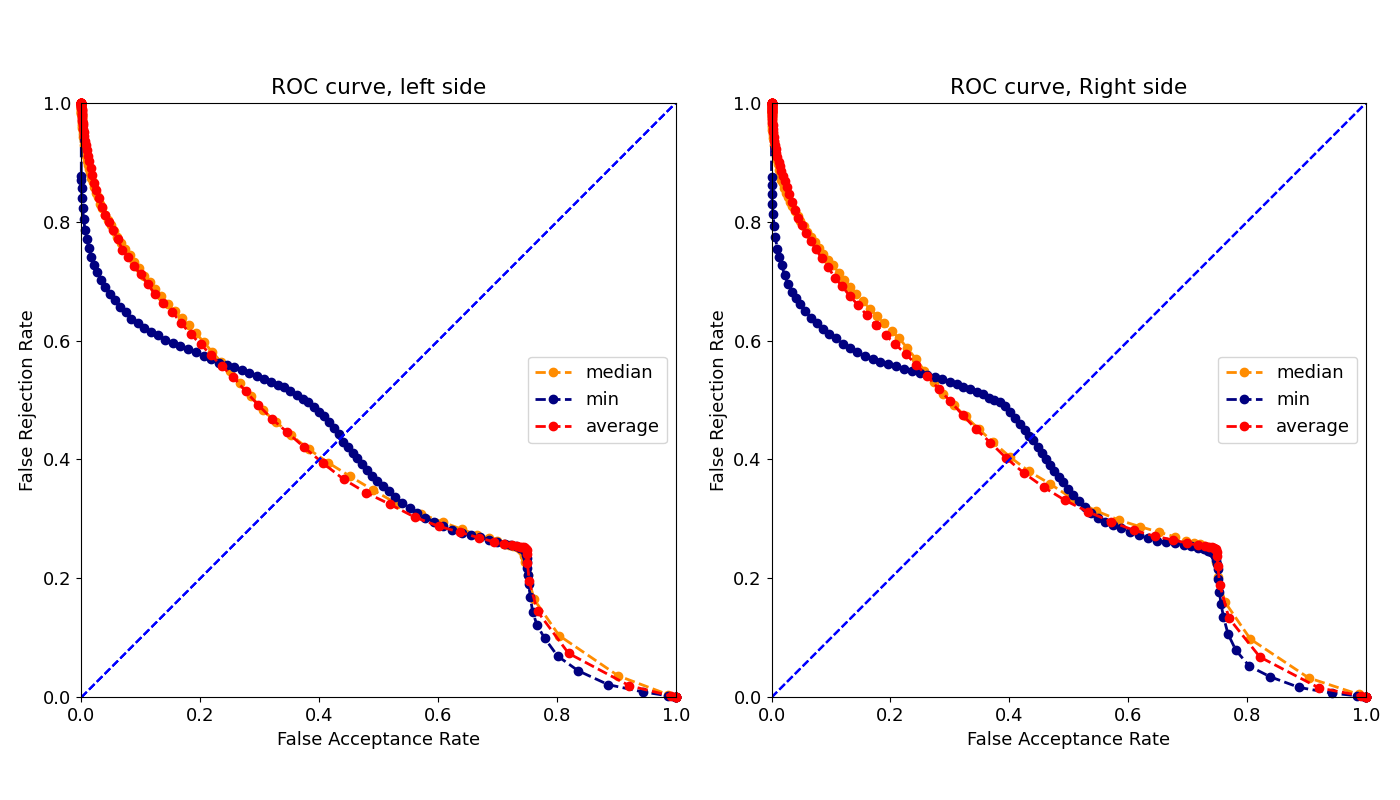 ROC curve, left side
1.0
0.8
0.6
0.4
0.2
0.0
False Rejection Rate
median
min
average
0.0 0.2 0.4 0.6 0.8 1.0
False Acceptance Rate
ROC curve, Right side
1.0
0.8
0.6
0.4
0.2
0.0
False Rejection Rate
median
min
average
0.0 0.2 0.4 0.6 0.8 1.0
False Acceptance Rate